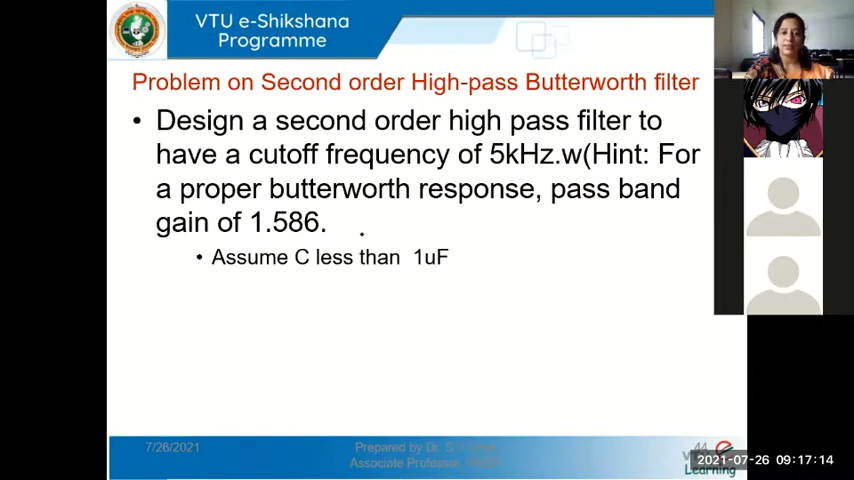 VTU e-Shikshana
Programme
Problem on Second order High-pass Butterworth filter
• Design a second order high pass filter to
have a cutoff frequency of 5kHz.w(Hint: For
a proper butterworth response, pass band
gain of 1.586.
• Assume C less than 1uF
7/26/2021
Prepared by Dr.
Associate Professor,
44
2021-07-26 09:17:14
Learning